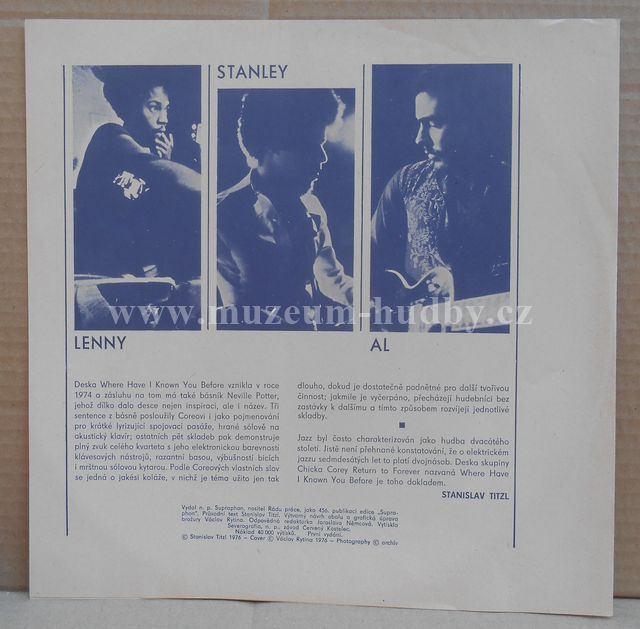 STANLEY
LENNY
AL
www.muzeum-hudby.cz
Deska Where Have I Known You Before vznikla v roce
1974 a zásluhu na tom má také básník Neville Potter,
jehož dílko dalo desce nejen inspiraci, ale i název. Tři
sentence z básně posloužily Coreovi i jako pojmenování
pro krátké lyrizující spojovací pasáže, hrané sólově na
akustický klavír; ostatních pět skladeb pak demonstruje
plný zvuk celého kvarteta s jeho elektronickou barevností
klávesových nástrojů, razantní basou, výbušností bicích
i mrštnou sólovou kytarou. Podle Coreových vlastních slov
se jedná o jakési koláže, v nichž je téma užito jen tak
dlouho, dokud je dostatečně podnětné pro další tvořivou
činnost; jakmile je vyčerpáno, přecházejí hudebníci bez
zastávky k dalšímu a tímto způsobem rozvíjejí jednotlivé
skladby.
Jazz byl často charakterizován jako hudba dvacátého
století. Jistě není přehnané konstatování, že o elektrickém
jazzu sedmdesátých let to platí dvojnásob. Deska skupiny
Chicka Corey Return to Forever nazvaná Where Have
I Known You Before je toho dokladem.
STANISLAV TITZL
Vydal n. p. Supraphon, nositel Řádu práce, jako 456. publikaci edice „Supra-
phon". Průvodní text Stanislav Titzl. Výtvarný návrh obalu a grafická úprava
brožury Václav Rytina. Odpovědná redaktorka Jaroslava Němcová. Vytiskla
Severografia, n. p. závod Červený Kostelec.
Náklad 40 000 výtisků. První vydání.
© Stanislav Titzl 1976 – Cover © Václav Rytina 1976 – Photography © archiv